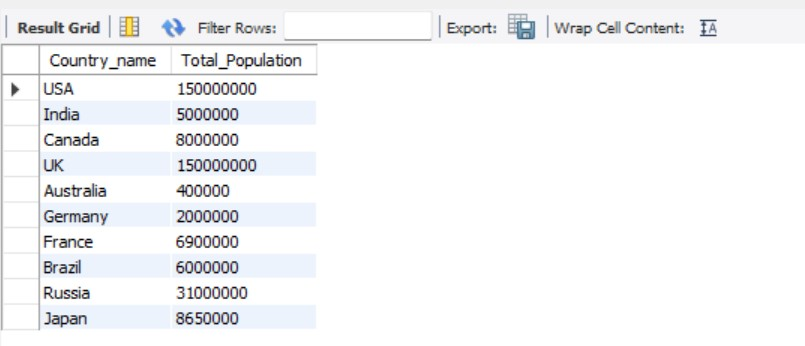 Result Grid Filter Rows: Export: Wrap Cell Content: IA
Country_name Total_Population
USA 150000000
India 5000000
Canada 8000000
UK 150000000
Australia 400000
Germany 2000000
France 6900000
Brazil 6000000
Russia 31000000
Japan 8650000